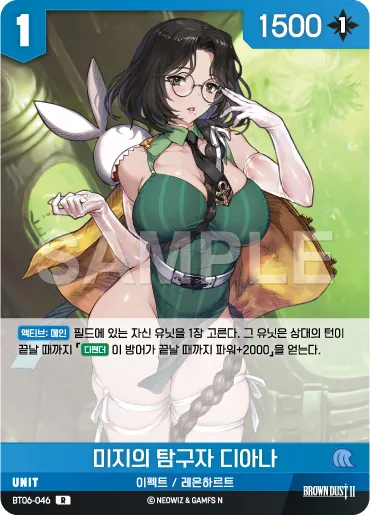 1
1500 1
SAMPLE
액티브: 메인 필드에 있는 자신 유닛을 1장 고른다. 그 유닛은 상대의 턴이
끝날 때까지 「디펜더 이 방어가 끝날 때까지 파워+2000」을 얻는다.
미지의 탐구자 디아나
UNIT
이펙트 / 레온하르트
BT06-046 R
© NEOWIZ & GAMFS N
BROWN DUST II